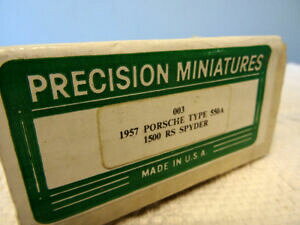 PRECISION MINIATURES
003
1957 PORSCHE TYPE 550A
1500 RS SPYDER
MADE IN U.S.A.